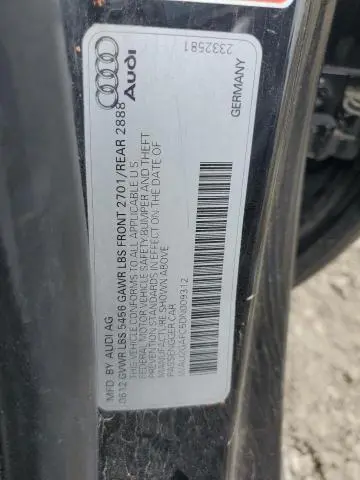 MFD. BY AUDI AG
06.12 GVWR LBS 5456 GAWR LBS FRONT 2701/REAR 2888
THIS VEHICLE CONFORMS TO ALL APPLICABLE U.S.
FEDERAL MOTOR VEHICLE SAFETY, BUMPER AND THEFT
PREVENTION STANDARDS IN EFFECT ON THE DATE OF
MANUFACTURE SHOWN ABOVE.
PASSENGER CAR
Audi
2332581
GERMANY